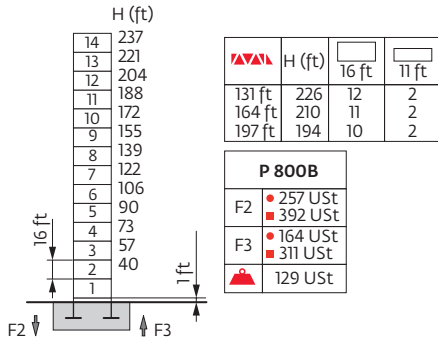 H (ft)
14 237
13 221
12 204
11 188
10 172
9 155
8 139
7 122
6 106
5 90
4 73
3 57
2 40
1
16 ft
1 ft
F2 F3
H (ft) 16 ft 11 ft
131 ft 226 12 2
164 ft 210 11 2
197 ft 194 10 2
P 800B
F2 257 USt
392 USt
F3 164 USt
311 USt
129 USt